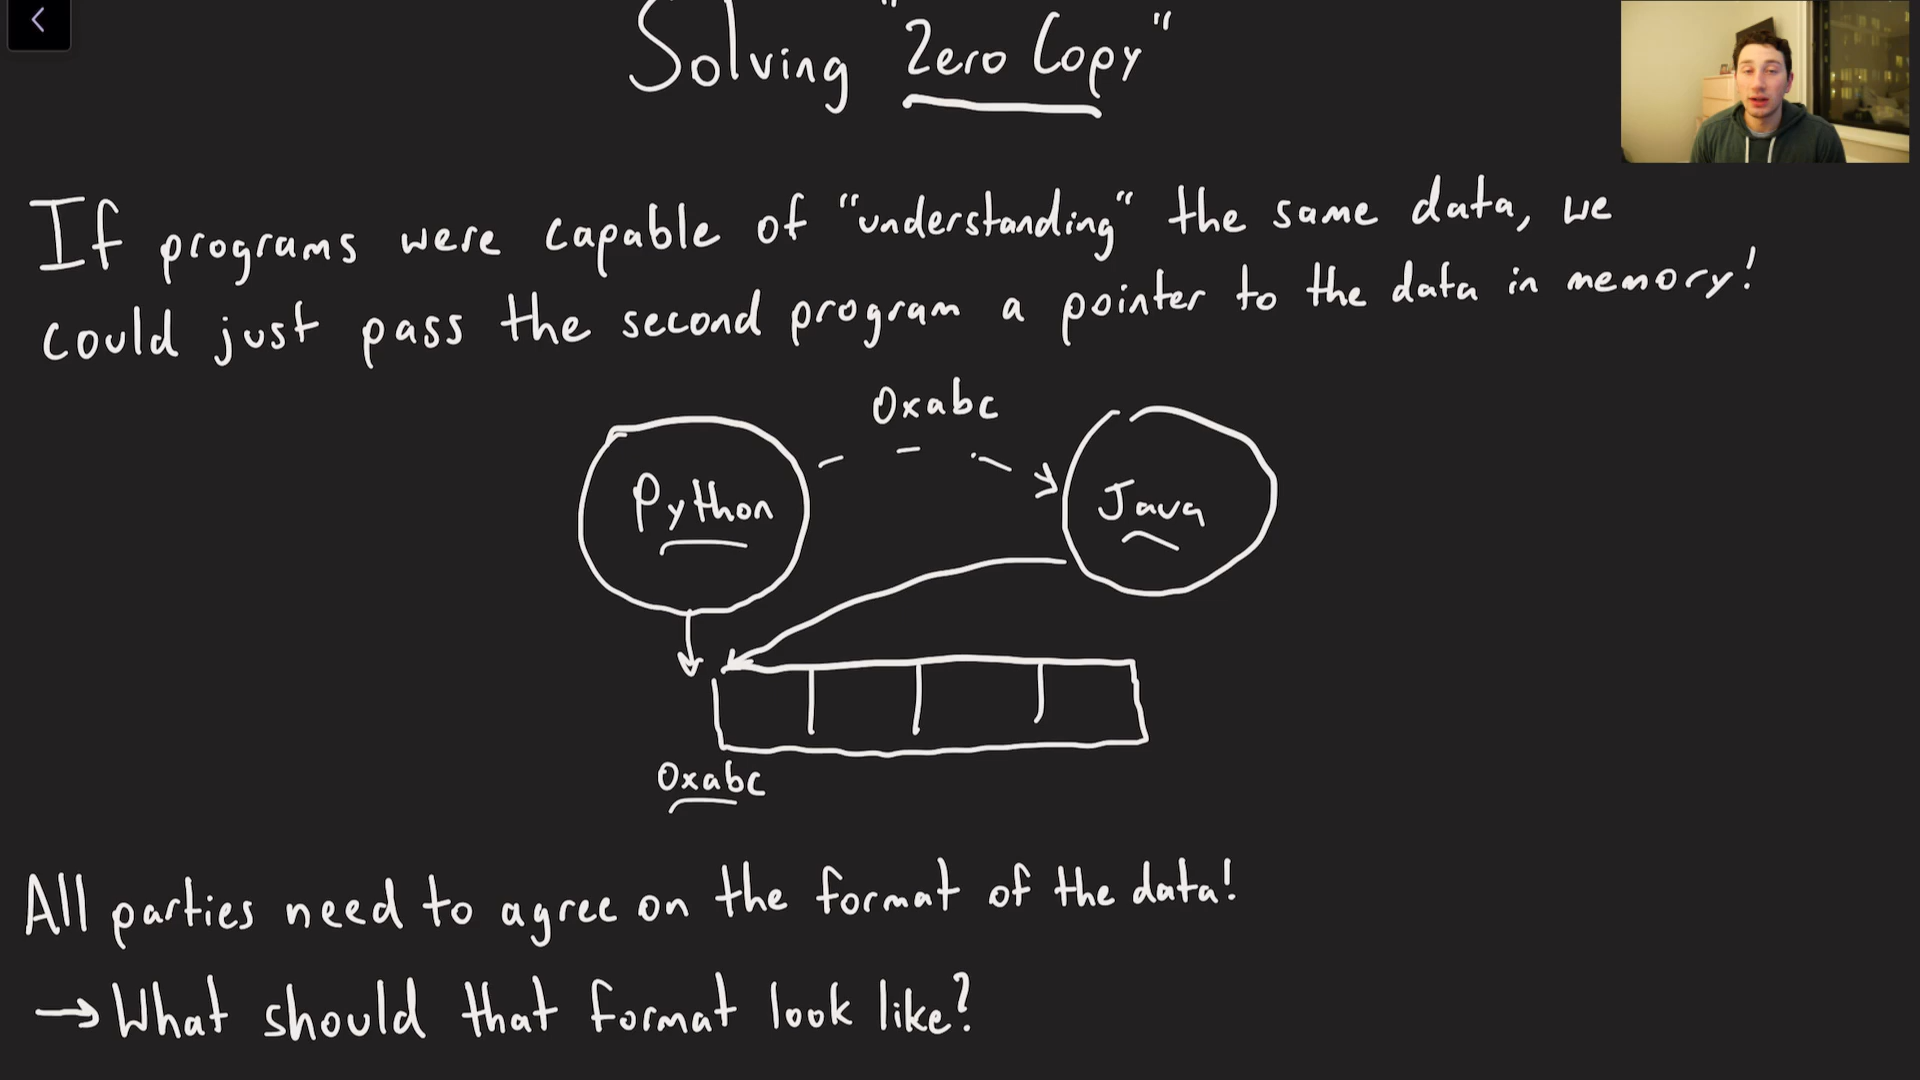 Solving "Zero Copy"
If programs were capable of "understanding" the same data, we
could just pass the second program a pointer to the data in memory!
0xabc
Python
Java
0xabc
All parties need to agree on the format of the data!
→ What should that format look like?